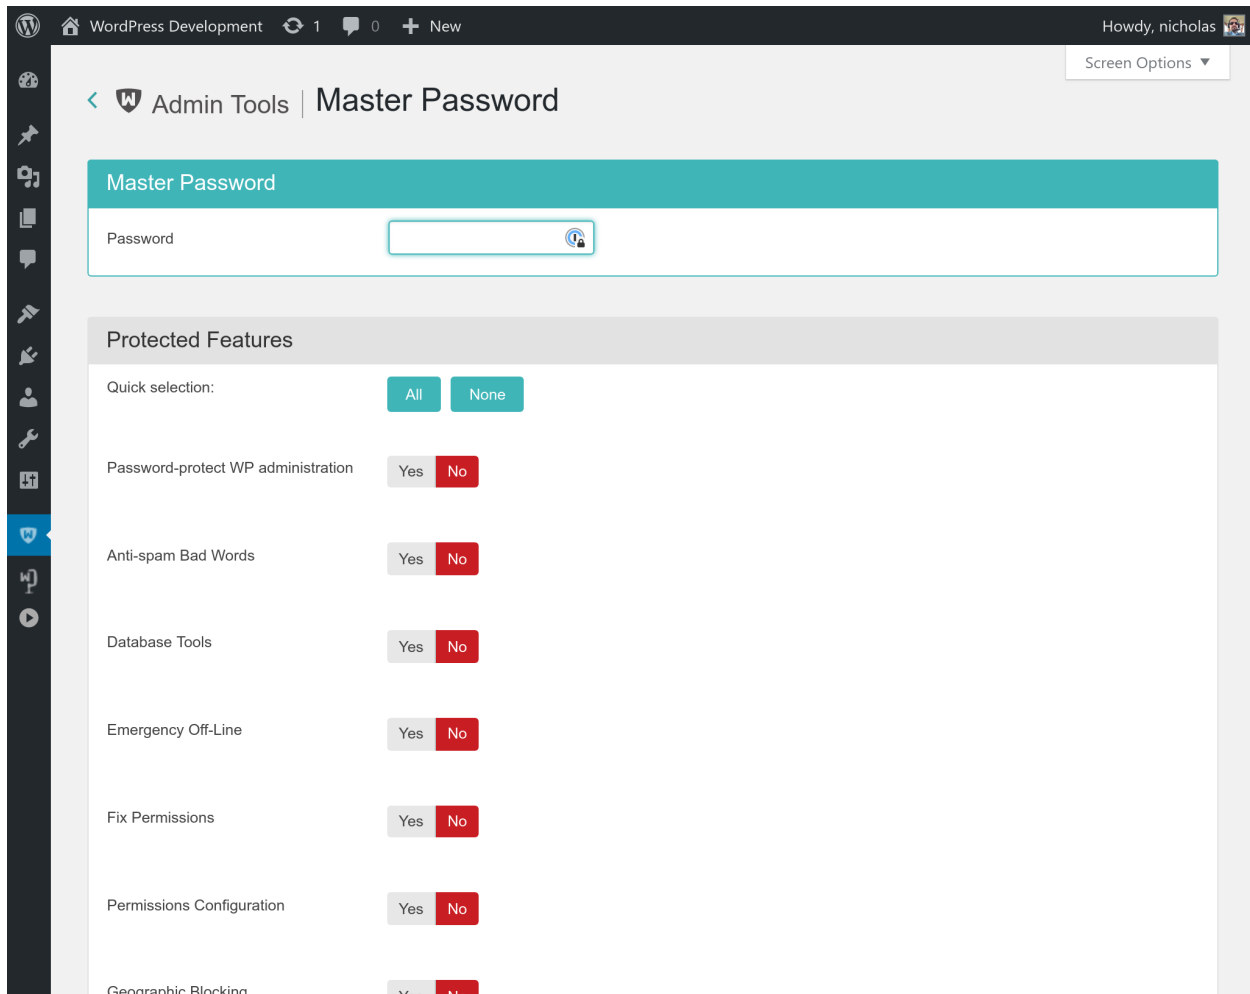 WordPress Development 1 0 New Howdy, nicholas
Screen Options ▼
Admin Tools | Master Password
Master Password
Password
Protected Features
Quick selection: All None
Password-protect WP administration Yes No
Anti-spam Bad Words Yes No
Database Tools Yes No
Emergency Off-Line Yes No
Fix Permissions Yes No
Permissions Configuration Yes No
Geographic Blocking Yes No